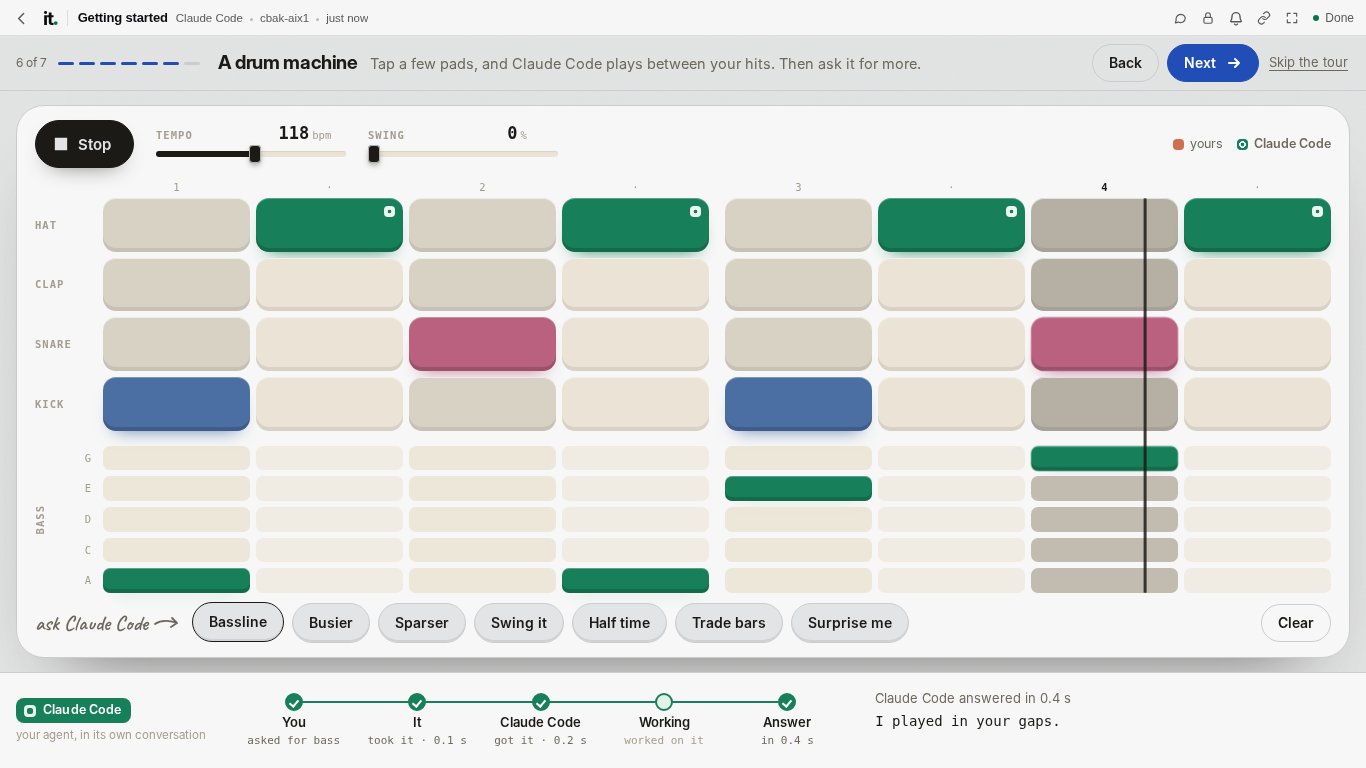 it. Getting started Claude Code • cbak-aix1 • just now Done
6 of 7 A drum machine Tap a few pads, and Claude Code plays between your hits. Then ask it for more. Back Next → Skip the tour
Stop TEMPO 118 bpm SWING 0 % yours Claude Code
1 · 2 · 3 · 4 ·
HAT
CLAP
SNARE
KICK
BASS
G
E
D
C
A
ask Claude Code → Bassline Busier Sparser Swing it Half time Trade bars Surprise me Clear
Claude Code
your agent, in its own conversation
You It Claude Code Working Answer
asked for bass took it · 0.1 s got it · 0.2 s worked on it in 0.4 s
Claude Code answered in 0.4 s
I played in your gaps.